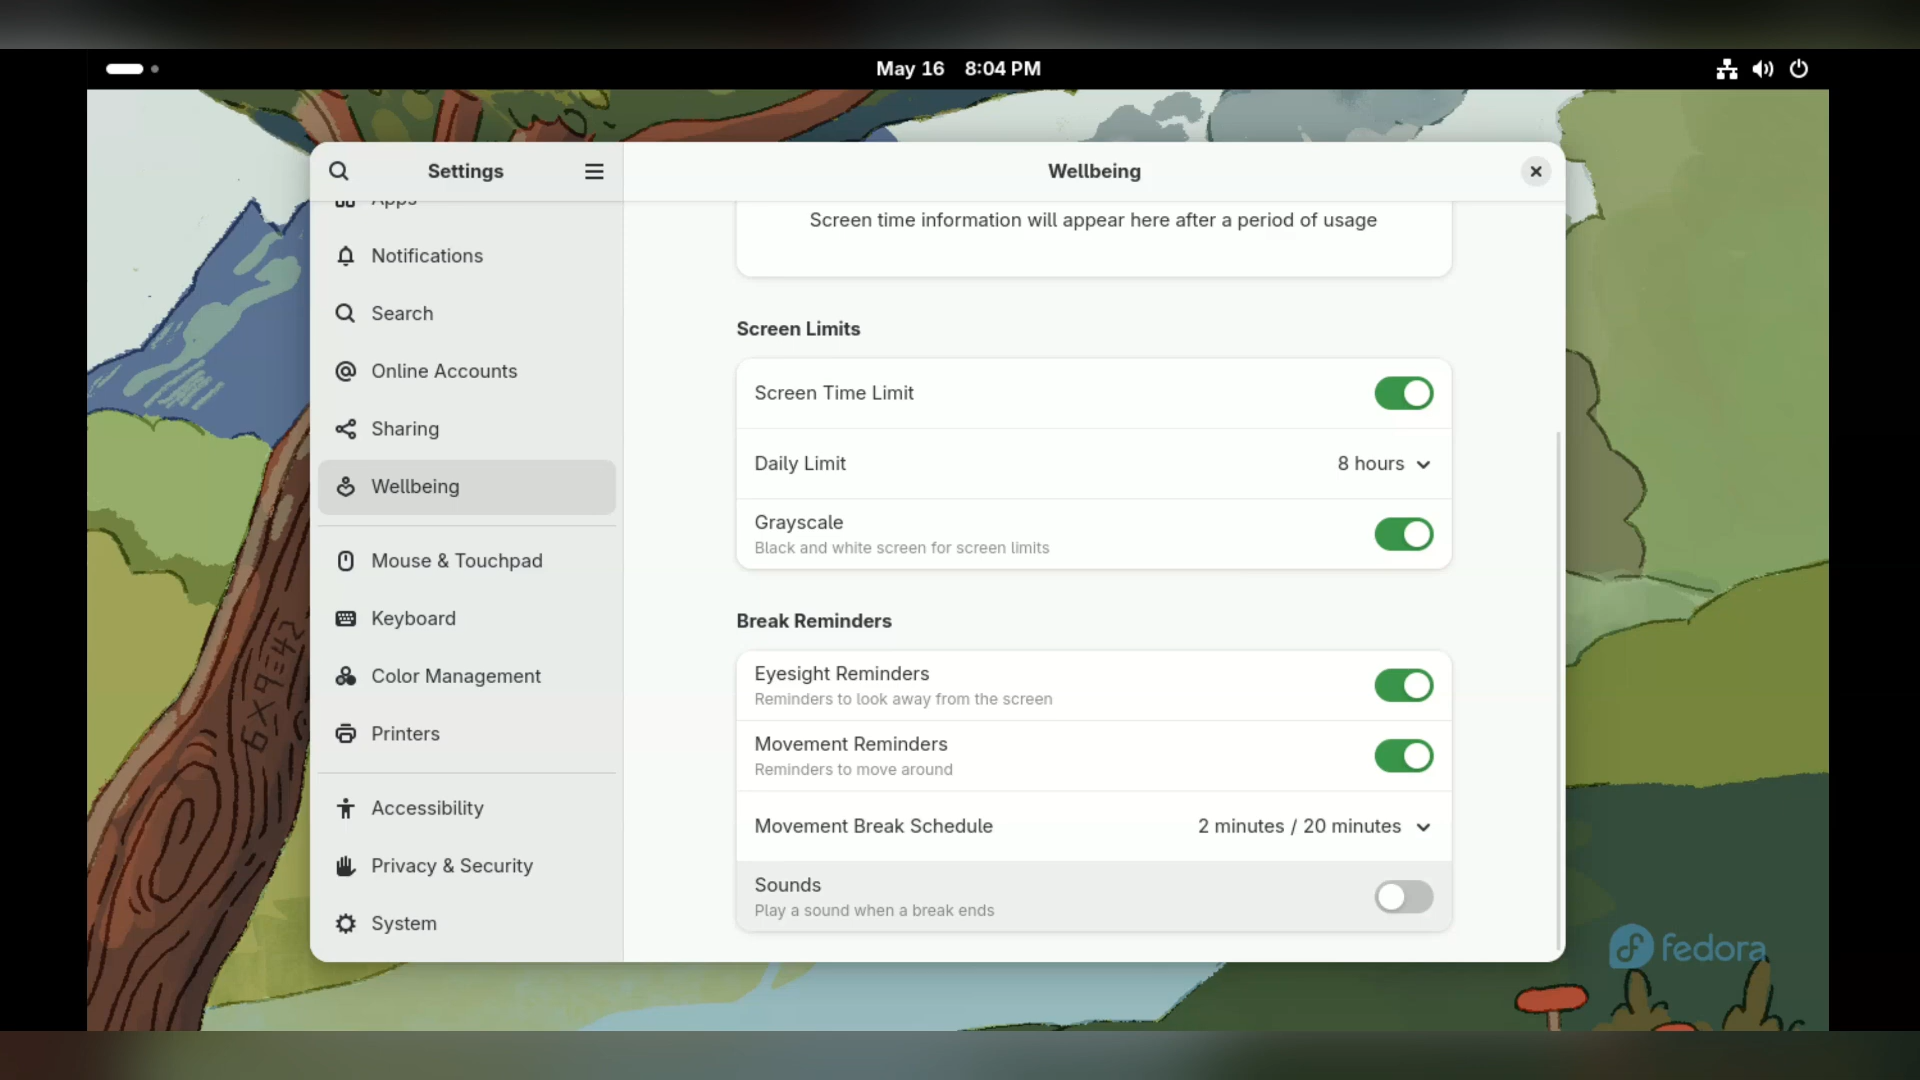 May 16 8:04 PM
Settings
Wellbeing
Apps
Notifications
Search
Online Accounts
Sharing
Wellbeing
Mouse & Touchpad
Keyboard
Color Management
Printers
Accessibility
Privacy & Security
System
Screen time information will appear here after a period of usage
Screen Limits
Screen Time Limit
Daily Limit
8 hours
Grayscale
Black and white screen for screen limits
Break Reminders
Eyesight Reminders
Reminders to look away from the screen
Movement Reminders
Reminders to move around
Movement Break Schedule
2 minutes / 20 minutes
Sounds
Play a sound when a break ends
6×9=42
fedora